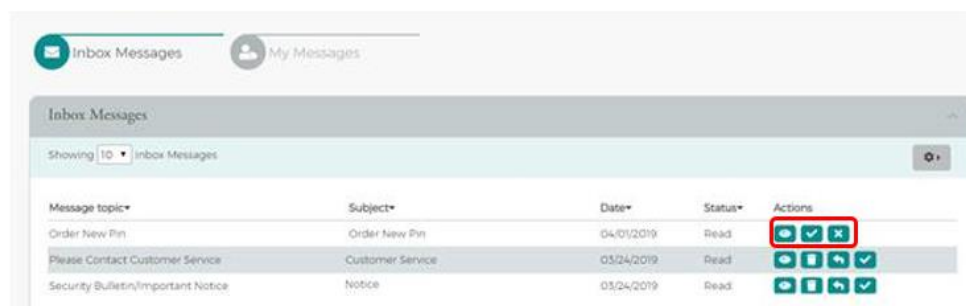 Inbox Messages My Messages
Inbox Messages
Showing 10 Inbox Messages
Message topic Subject Date Status Actions
Order New Pin Order New Pin 04/01/2019 Read
Please Contact Customer Service Customer Service 03/24/2019 Read
Security Bulletin/Important Notice Notice 03/24/2019 Read